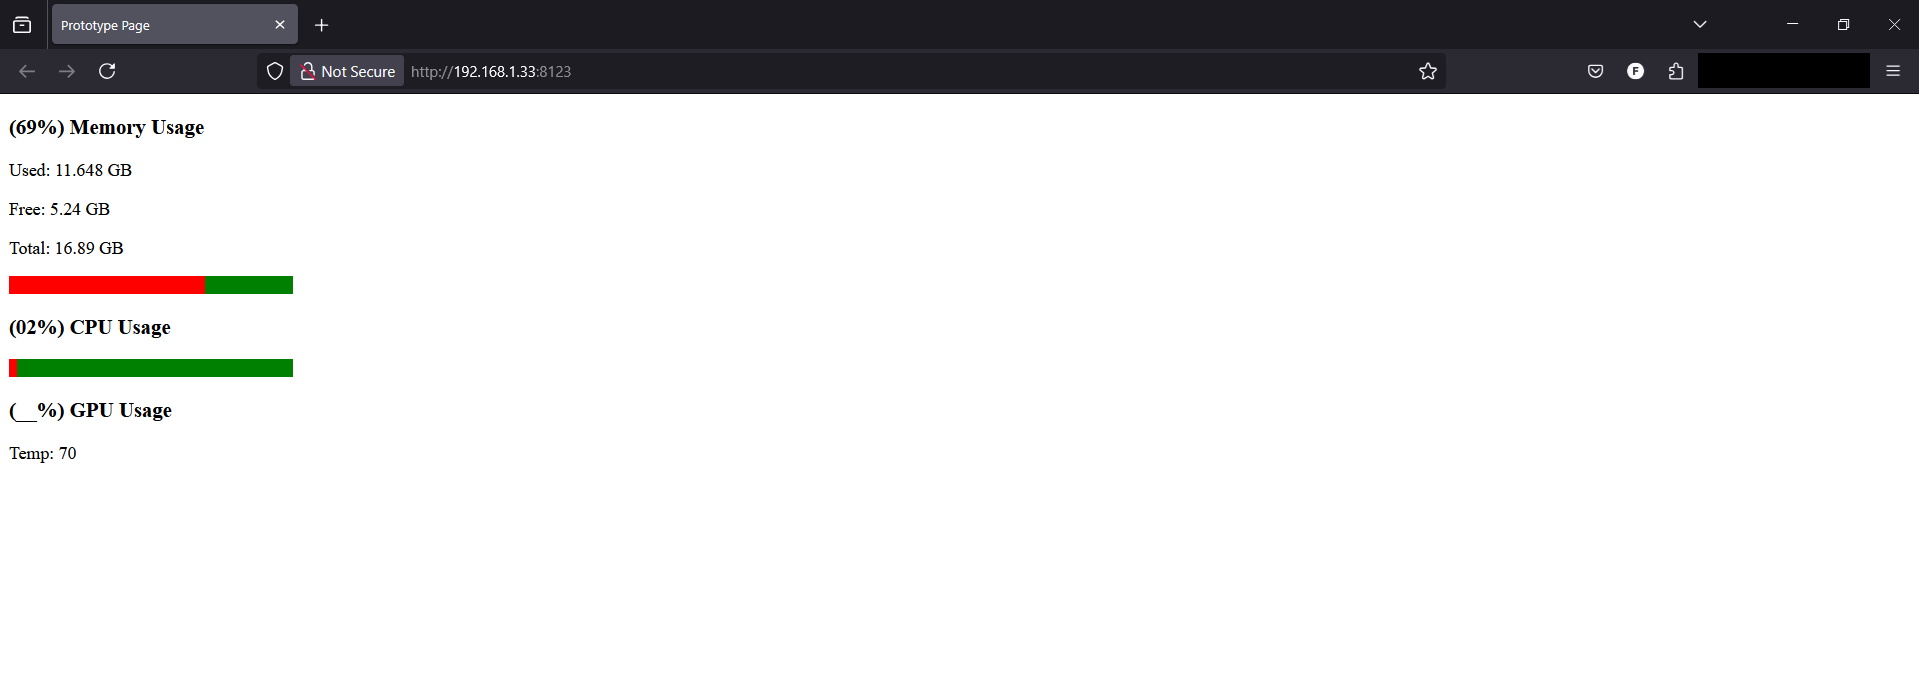 Prototype Page
Not Secure http://192.168.1.33:8123
F
(69%) Memory Usage
Used: 11.648 GB
Free: 5.24 GB
Total: 16.89 GB
(02%) CPU Usage
(__%) GPU Usage
Temp: 70